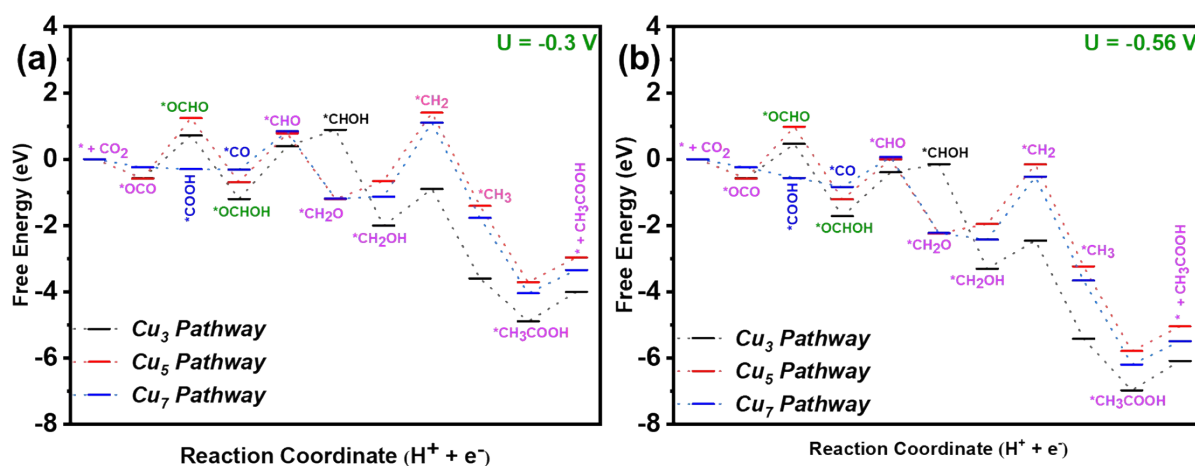 (a)
U = -0.3 V
Free Energy (eV)
4
2
0
-2
-4
-6
-8
* + CO2
*OCO
*OCHO
*COOH
*CO
*OCHOH
*CHO
*CHOH
*CH2O
*CH2OH
*CH2
*CH3
*CH3COOH
* + CH3COOH
Cu3 Pathway
Cu5 Pathway
Cu7 Pathway
Reaction Coordinate (H+ + e-)
(b)
U = -0.56 V
Free Energy (eV)
4
2
0
-2
-4
-6
-8
* + CO2
*OCO
*OCHO
*COOH
*CO
*OCHOH
*CHO
*CHOH
*CH2O
*CH2OH
*CH2
*CH3
*CH3COOH
* + CH3COOH
Cu3 Pathway
Cu5 Pathway
Cu7 Pathway
Reaction Coordinate (H+ + e-)